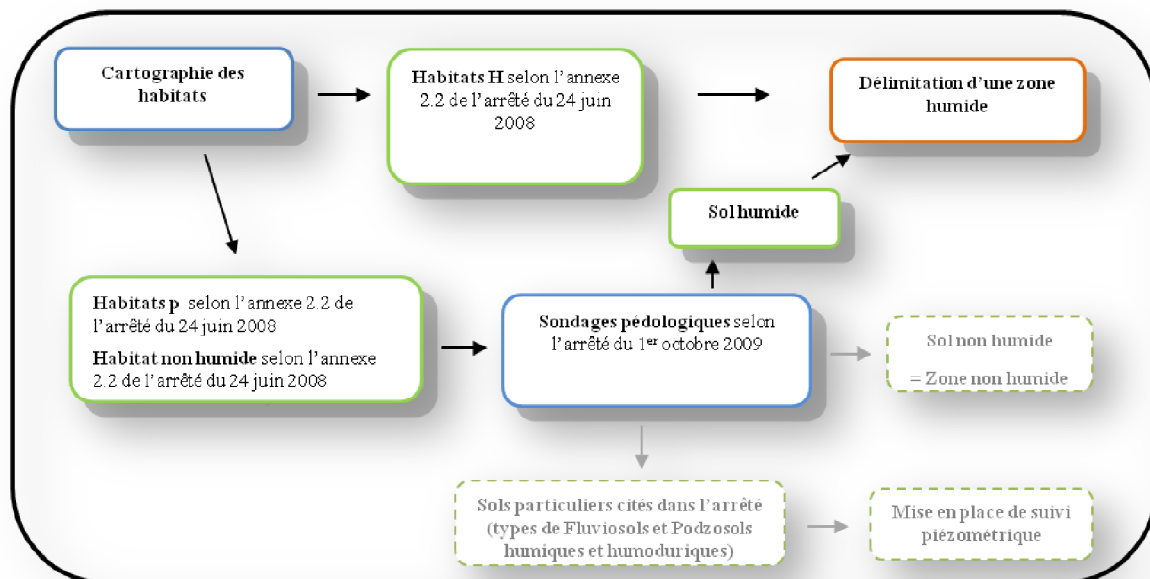 Cartographie des
habitats
Habitats H selon l'annexe
2.2 de l'arrêté du 24 juin
2008
Délimitation d'une zone
humide
Sol humide
Habitats p selon l'annexe 2.2 de
l'arrêté du 24 juin 2008
Habitat non humide selon l'annexe
2.2 de l'arrêté du 24 juin 2008
Sondages pédologiques selon
l'arrêté du 1er octobre 2009
Sol non humide
= Zone non humide
Sols particuliers cités dans l'arrêté
(types de Fluviosols et Podzosols
humiques et humoduriques)
Mise en place de suivi
piézométrique